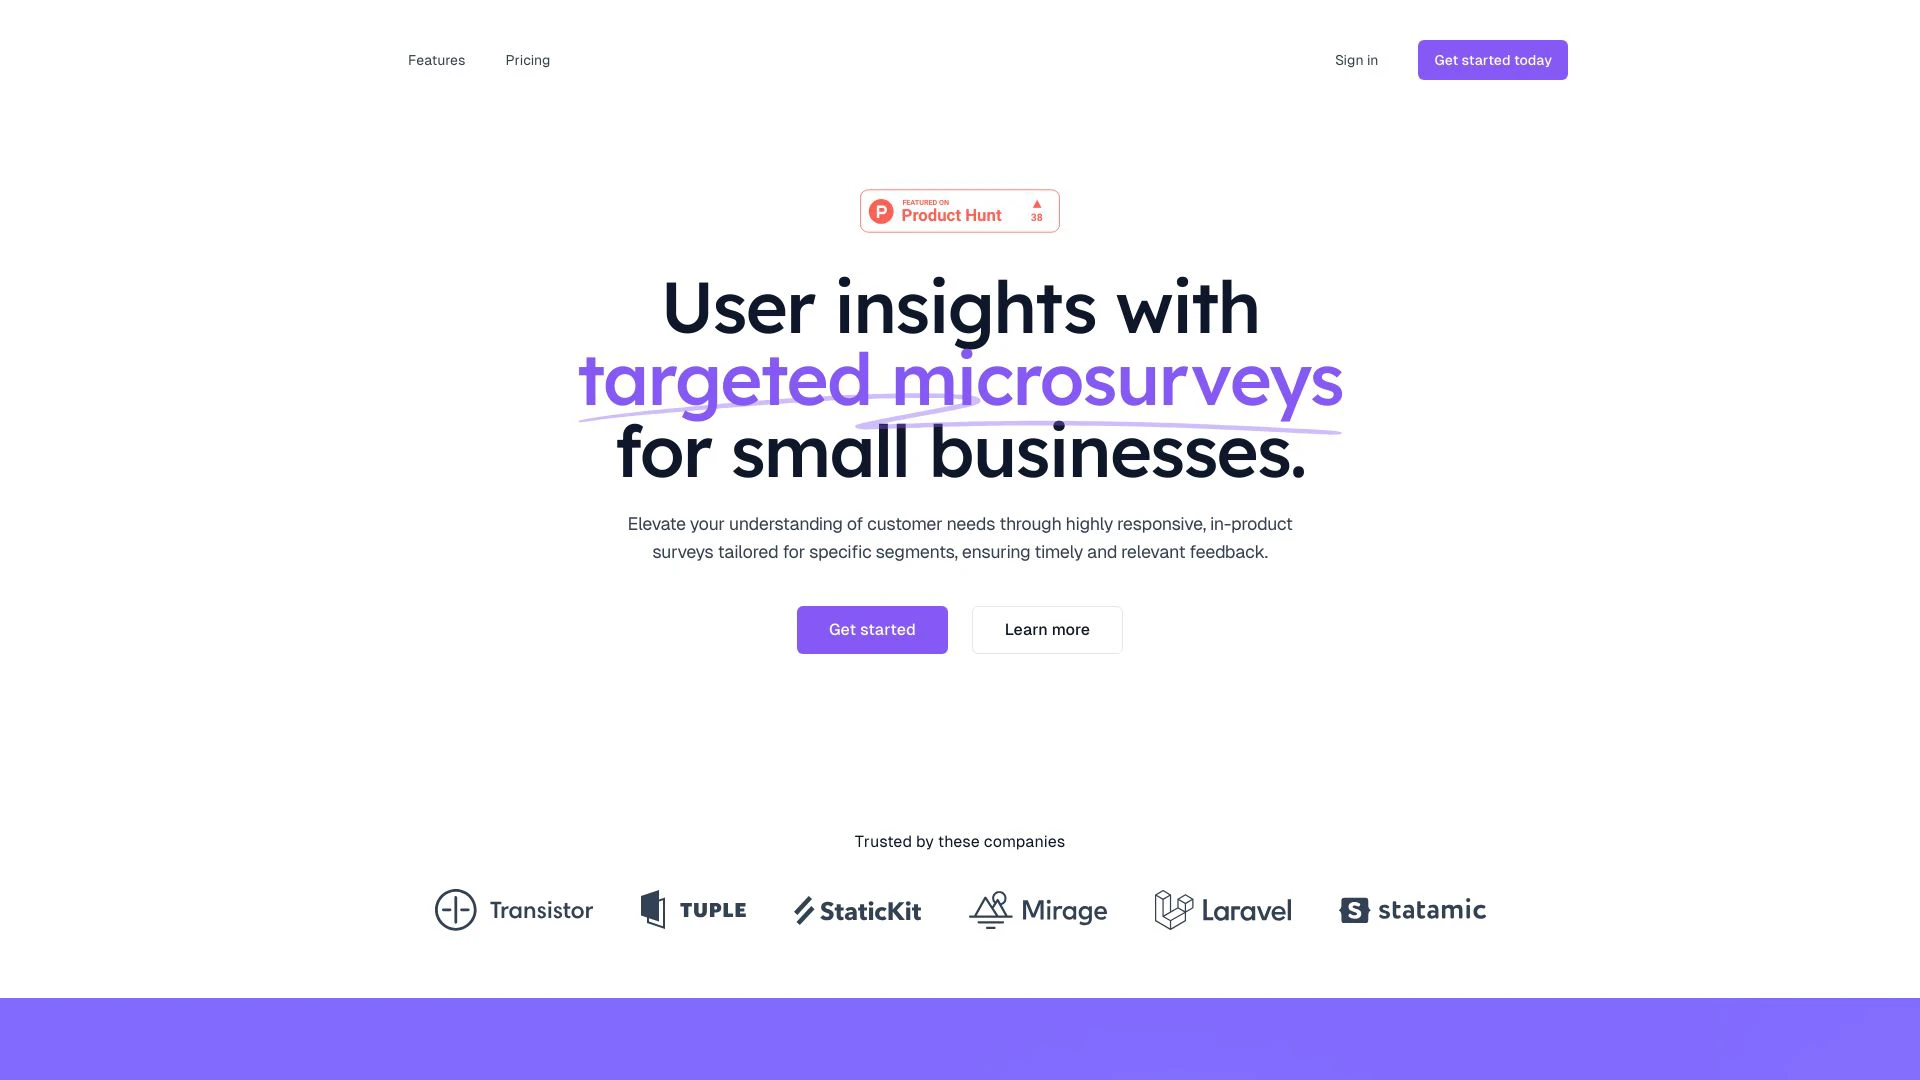 Features
Pricing
Sign in
Get started today
P
FEATURED ON
Product Hunt
38
User insights with
targeted microsurveys
for small businesses.
Elevate your understanding of customer needs through highly responsive, in-product
surveys tailored for specific segments, ensuring timely and relevant feedback.
Get started
Learn more
Trusted by these companies
Transistor
TUPLE
StaticKit
Mirage
Laravel
S statamic